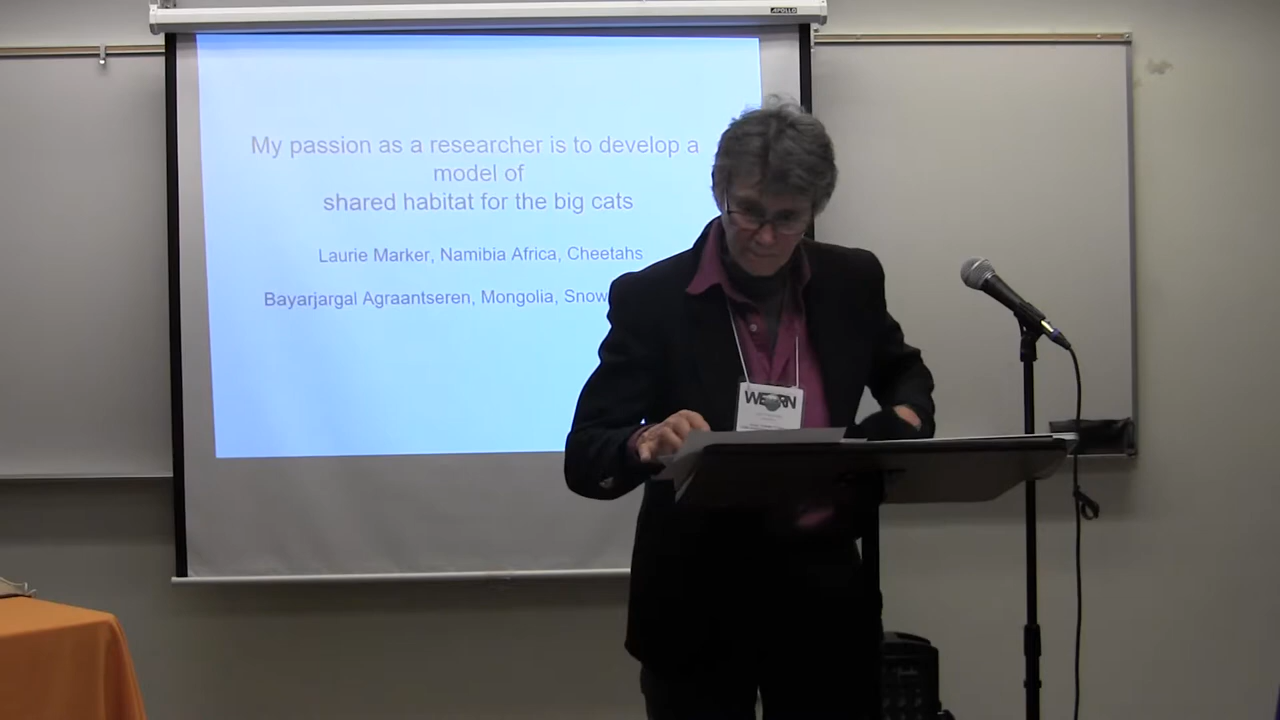 APOLLO
My passion as a researcher is to develop a
model of
shared habitat for the big cats
Laurie Marker, Namibia Africa, Cheetahs
Bayarjargal Agraantseren, Mongolia, Snow
Fender